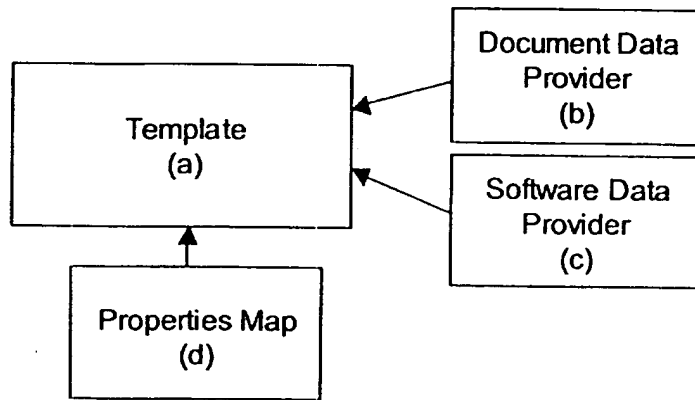 Template
(a)
Document Data
Provider
(b)
Software Data
Provider
(c)
Properties Map
(d)